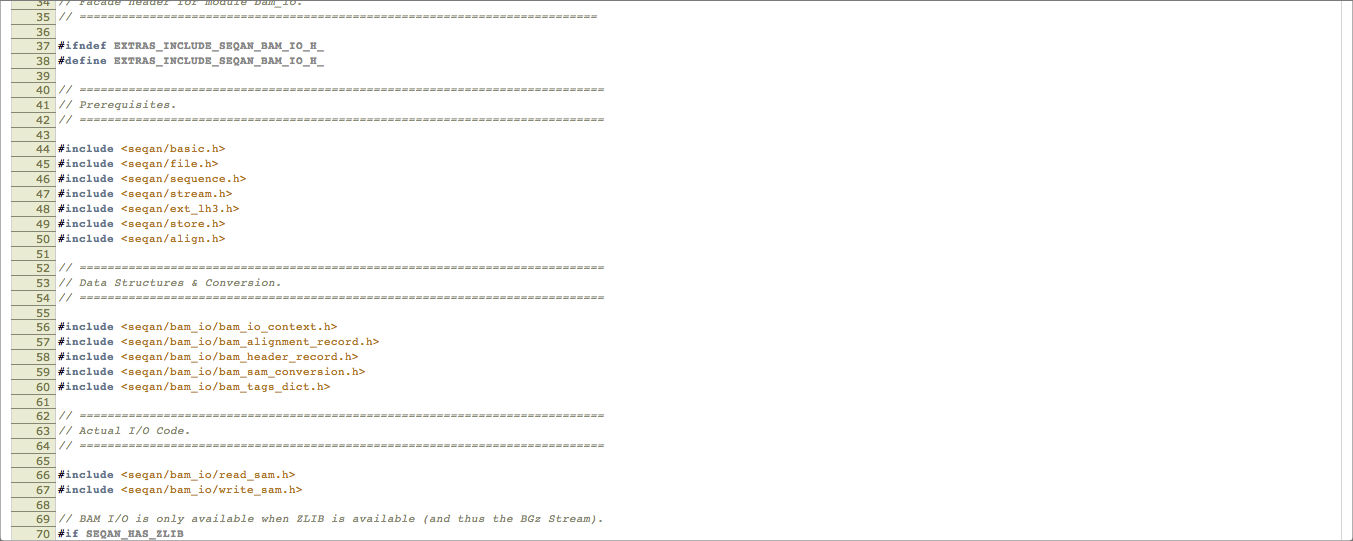 34 // Facade header for module bam_io.
35 // ==========================================================================
36
37 #ifndef EXTRAS_INCLUDE_SEQAN_BAM_IO_H_
38 #define EXTRAS_INCLUDE_SEQAN_BAM_IO_H_
39
40 // ===========================================================================
41 // Prerequisites.
42 // ===========================================================================
43
44 #include <seqan/basic.h>
45 #include <seqan/file.h>
46 #include <seqan/sequence.h>
47 #include <seqan/stream.h>
48 #include <seqan/ext_lh3.h>
49 #include <seqan/store.h>
50 #include <seqan/align.h>
51
52 // ===========================================================================
53 // Data Structures & Conversion.
54 // ===========================================================================
55
56 #include <seqan/bam_io/bam_io_context.h>
57 #include <seqan/bam_io/bam_alignment_record.h>
58 #include <seqan/bam_io/bam_header_record.h>
59 #include <seqan/bam_io/bam_sam_conversion.h>
60 #include <seqan/bam_io/bam_tags_dict.h>
61
62 // ===========================================================================
63 // Actual I/O Code.
64 // ===========================================================================
65
66 #include <seqan/bam_io/read_sam.h>
67 #include <seqan/bam_io/write_sam.h>
68
69 // BAM I/O is only available when ZLIB is available (and thus the BGz Stream).
70 #if SEQAN_HAS_ZLIB